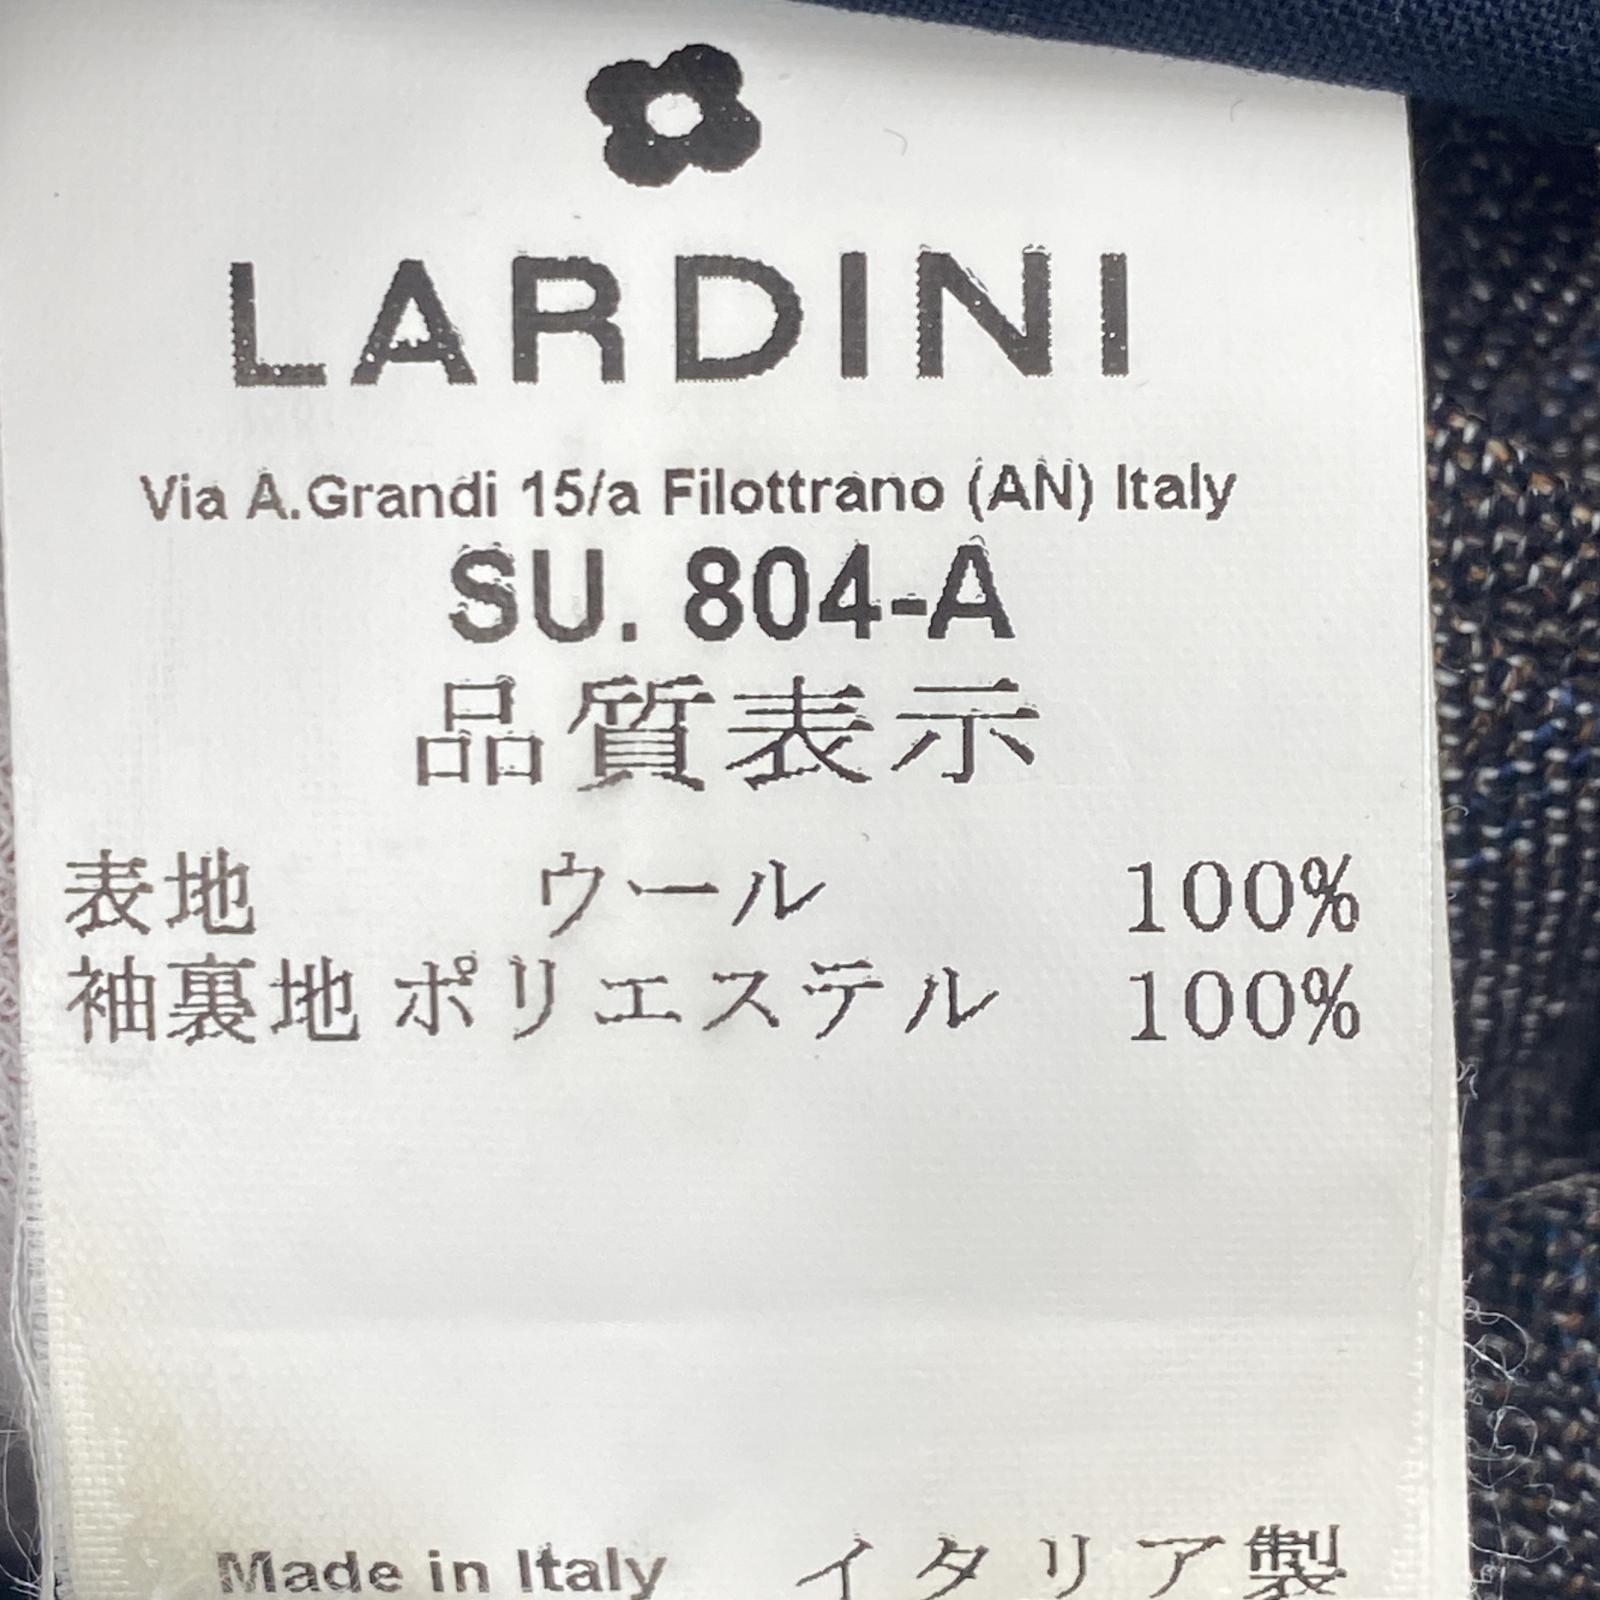 LARDINI
Via A.Grandi 15/a Filottrano (AN) Italy
SU. 804-A
品質表示
表地 ウール 100%
袖裏地 ポリエステル 100%
Made in Italy イタリア製